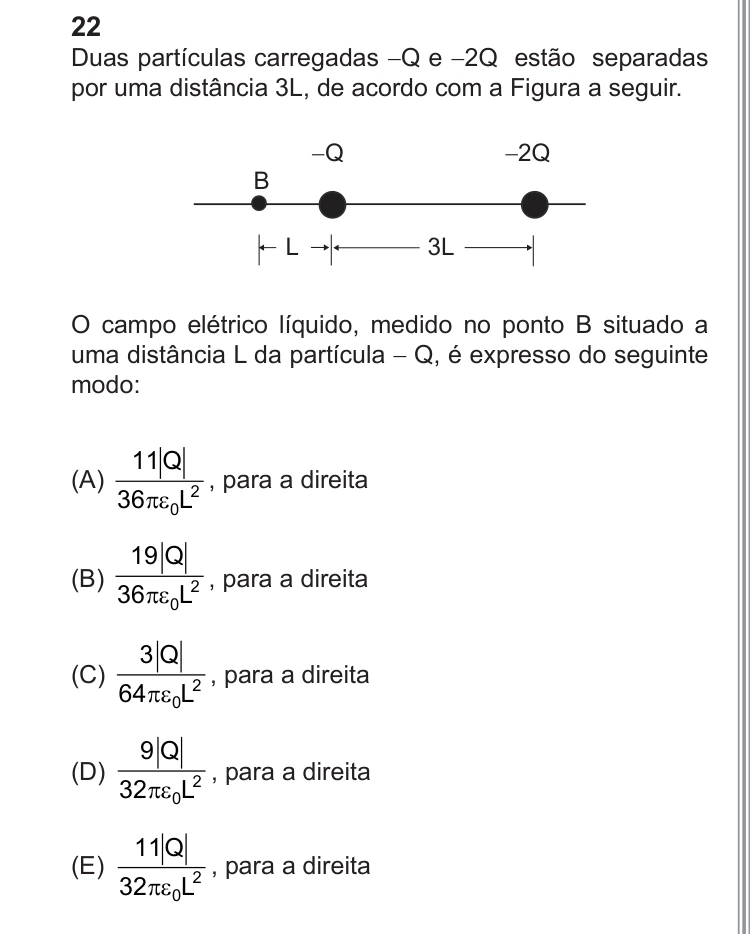 22
Duas partículas carregadas –Q e –2Q estão separadas
por uma distância 3L, de acordo com a Figura a seguir.
–Q –2Q
B
L 3L
O campo elétrico líquido, medido no ponto B situado a
uma distância L da partícula – Q, é expresso do seguinte
modo:
(A) 11|Q| / 36πε₀L² , para a direita
(B) 19|Q| / 36πε₀L² , para a direita
(C) 3|Q| / 64πε₀L² , para a direita
(D) 9|Q| / 32πε₀L² , para a direita
(E) 11|Q| / 32πε₀L² , para a direita